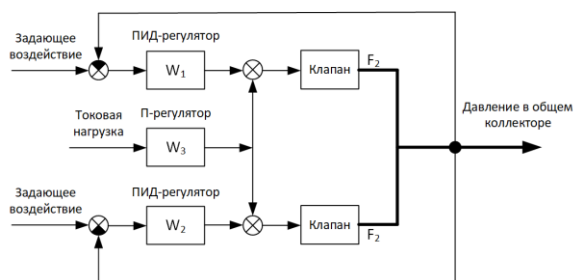 Задающее
воздействие
ПИД-регулятор
W1
Клапан
F2
Токовая
нагрузка
П-регулятор
W3
Давление в общем
коллекторе
Задающее
воздействие
ПИД-регулятор
W2
Клапан
F2